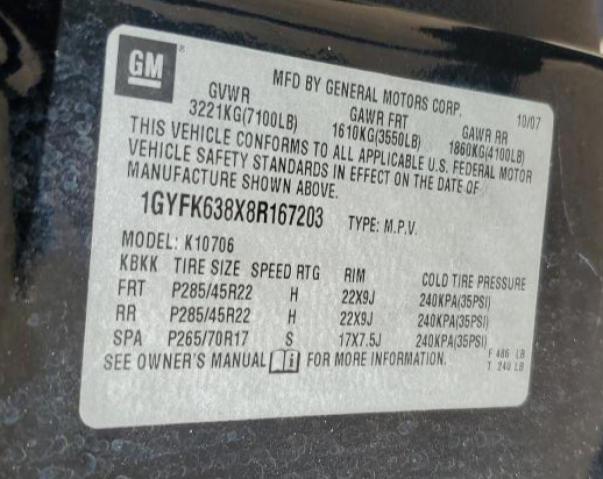 GM
MFD BY GENERAL MOTORS CORP. 10/07
GVWR GAWR FRT GAWR RR
3221KG(7100LB) 1610KG(3550LB) 1860KG(4100LB)
THIS VEHICLE CONFORMS TO ALL APPLICABLE U.S. FEDERAL MOTOR
VEHICLE SAFETY STANDARDS IN EFFECT ON THE DATE OF
MANUFACTURE SHOWN ABOVE.
1GYFK638X8R167203 TYPE: M.P.V.
MODEL: K10706
KBKK TIRE SIZE SPEED RTG RIM COLD TIRE PRESSURE
FRT P285/45R22 H 22X9J 240KPA(35PSI)
RR P285/45R22 H 22X9J 240KPA(35PSI)
SPA P265/70R17 S 17X7.5J 240KPA(35PSI)
SEE OWNER'S MANUAL i FOR MORE INFORMATION.
F 486 LB
T 240 LB